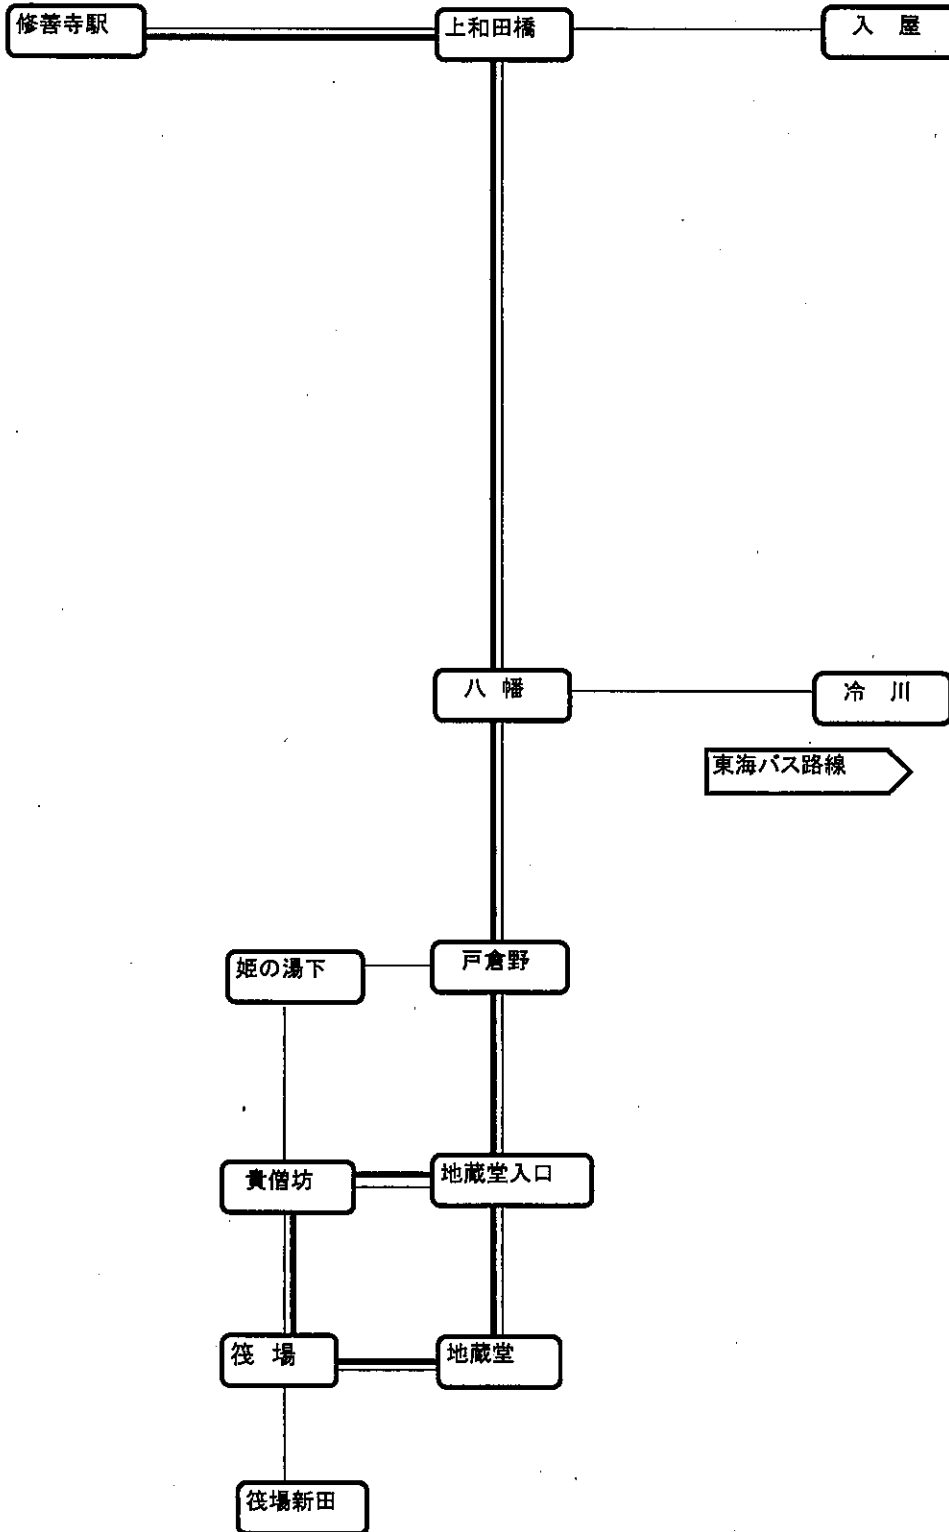 修善寺駅
上和田橋
入 屋
八 幡
冷 川
東海バス路線
姫の湯下
戸倉野
貴僧坊
地蔵堂入口
筏 場
地蔵堂
筏場新田